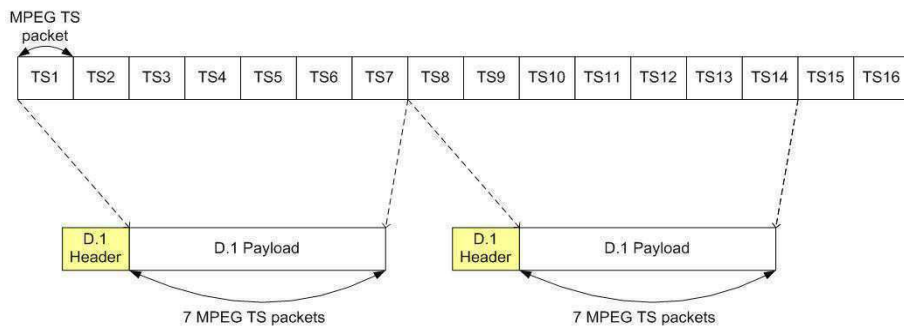 MPEG TS
packet
TS1 TS2 TS3 TS4 TS5 TS6 TS7 TS8 TS9 TS10 TS11 TS12 TS13 TS14 TS15 TS16
D.1
Header
D.1 Payload
D.1
Header
D.1 Payload
7 MPEG TS packets
7 MPEG TS packets